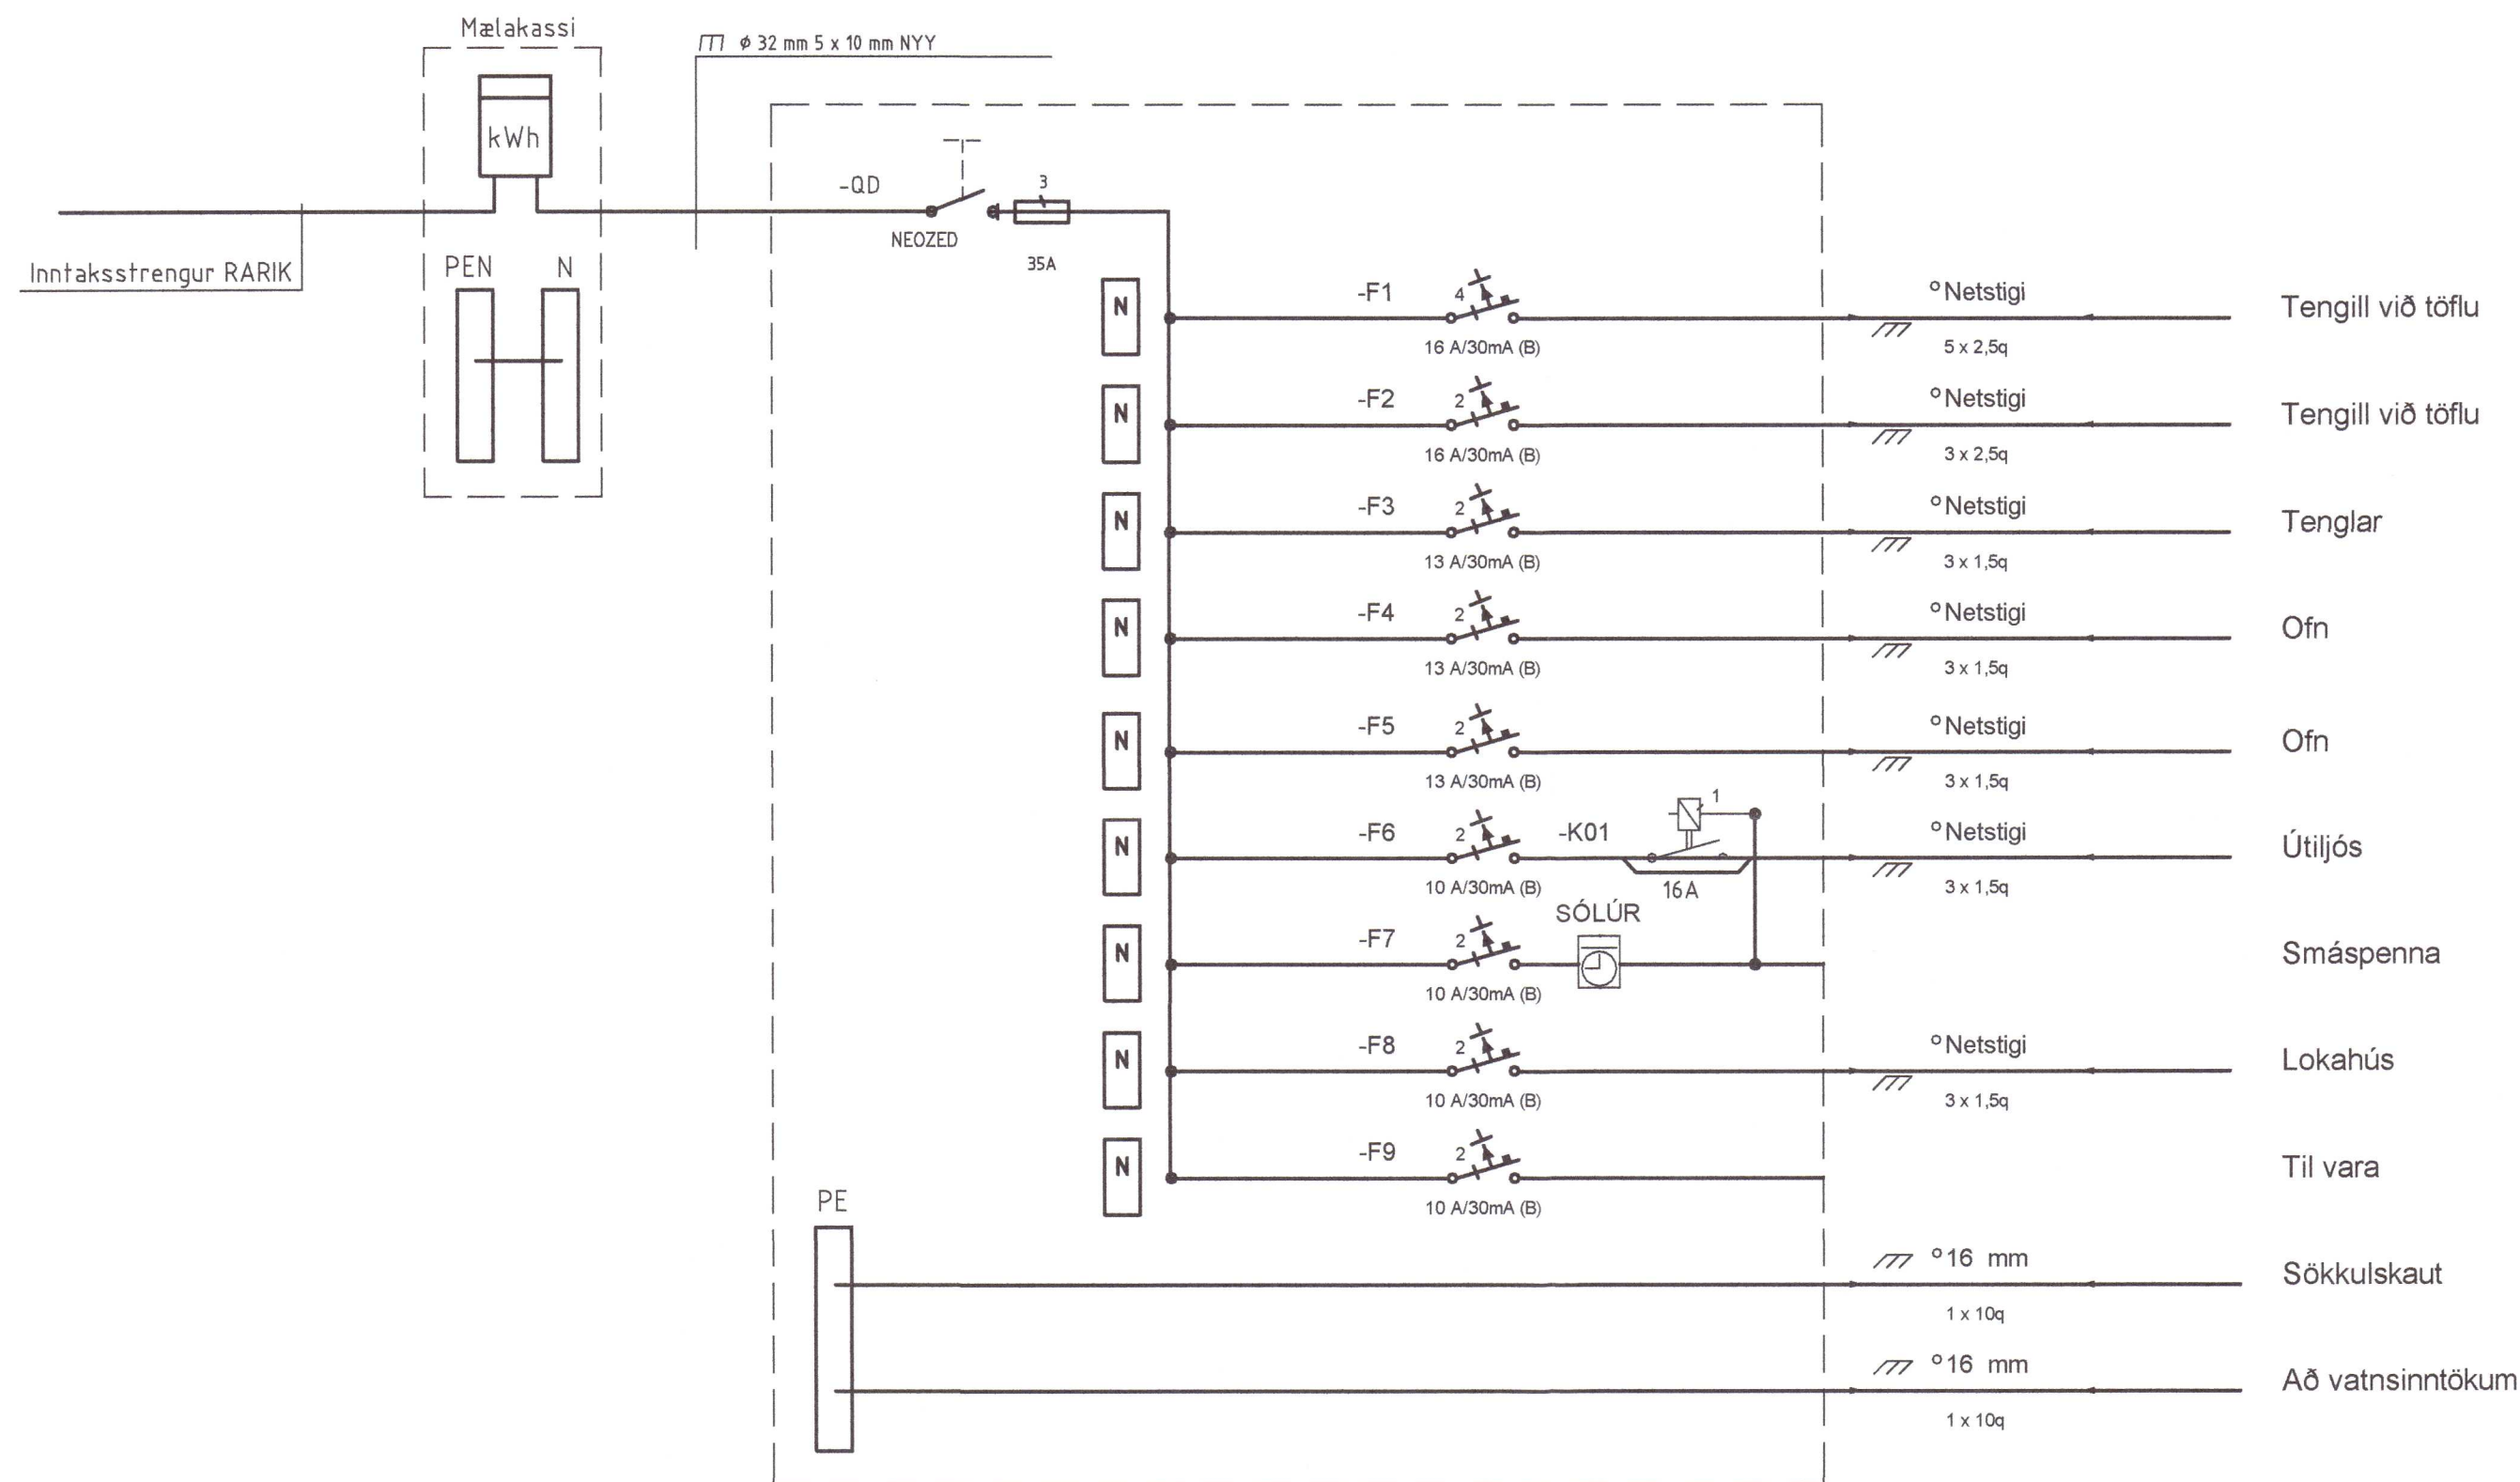 Mælakassi
ø 32 mm 5 x 10 mm NYY
kWh
-QD
3
NEOZED
35A
Inntaksstrengur RARIK
PEN N
N
-F1
4
16 A/30mA (B)
Netstigi
5 x 2,5q
Tengill við töflu
N
-F2
2
16 A/30mA (B)
Netstigi
3 x 2,5q
Tengill við töflu
N
-F3
2
13 A/30mA (B)
Netstigi
3 x 1,5q
Tenglar
N
-F4
2
13 A/30mA (B)
Netstigi
3 x 1,5q
Ofn
N
-F5
2
13 A/30mA (B)
Netstigi
3 x 1,5q
Ofn
N
-F6
2
10 A/30mA (B)
-K01
1
16A
Netstigi
3 x 1,5q
Útiljós
N
-F7
2
10 A/30mA (B)
SÓLÚR
Smáspenna
N
-F8
2
10 A/30mA (B)
Netstigi
3 x 1,5q
Lokahús
N
-F9
2
10 A/30mA (B)
Til vara
PE
16 mm
1 x 10q
Sökkulskaut
16 mm
1 x 10q
Að vatnsinntökum